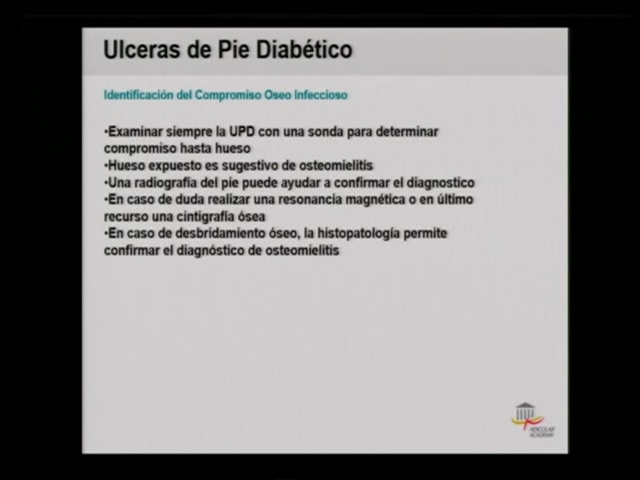 Ulceras de Pie Diabético
Identificación del Compromiso Oseo Infeccioso
•Examinar siempre la UPD con una sonda para determinar
compromiso hasta hueso
•Hueso expuesto es sugestivo de osteomielitis
•Una radiografía del pie puede ayudar a confirmar el diagnostico
•En caso de duda realizar una resonancia magnética o en último
recurso una cintigrafía ósea
•En caso de desbridamiento óseo, la histopatología permite
confirmar el diagnóstico de osteomielitis
AESCULAP
ACADEMY